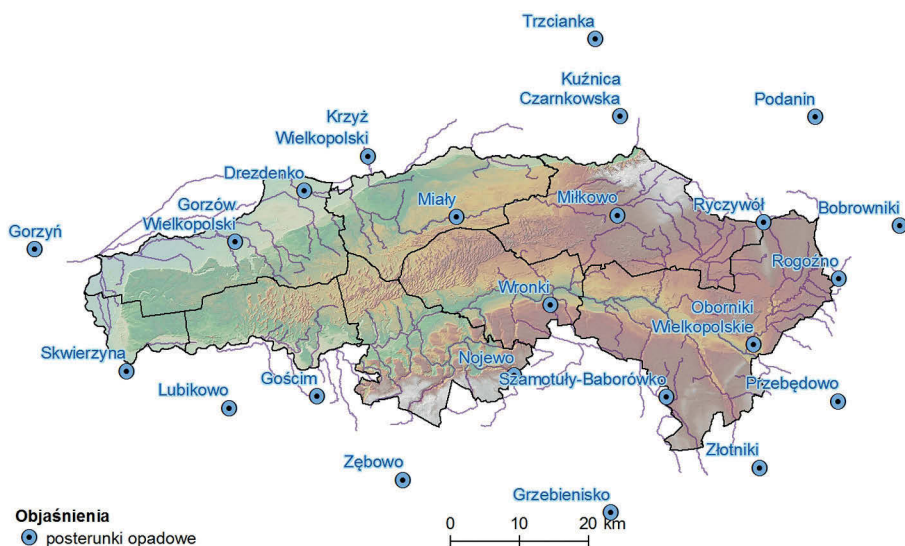 Trzcianka
Kuźnica
Czarnkowska
Podanin
Krzyż
Wielkopolski
Drezdenko
Gorzów
Wielkopolski
Miały
Miłkowo
Ryczywół
Bobrowniki
Gorzyń
Rogoźno
Wronki
Oborniki
Wielkopolskie
Skwierzyna
Lubikowo
Gościm
Nojewo
Szamotuły-Baborówko
Przebędowo
Zębowo
Złotniki
Grzebienisko
Objaśnienia
posterunki opadowe
0 10 20 km